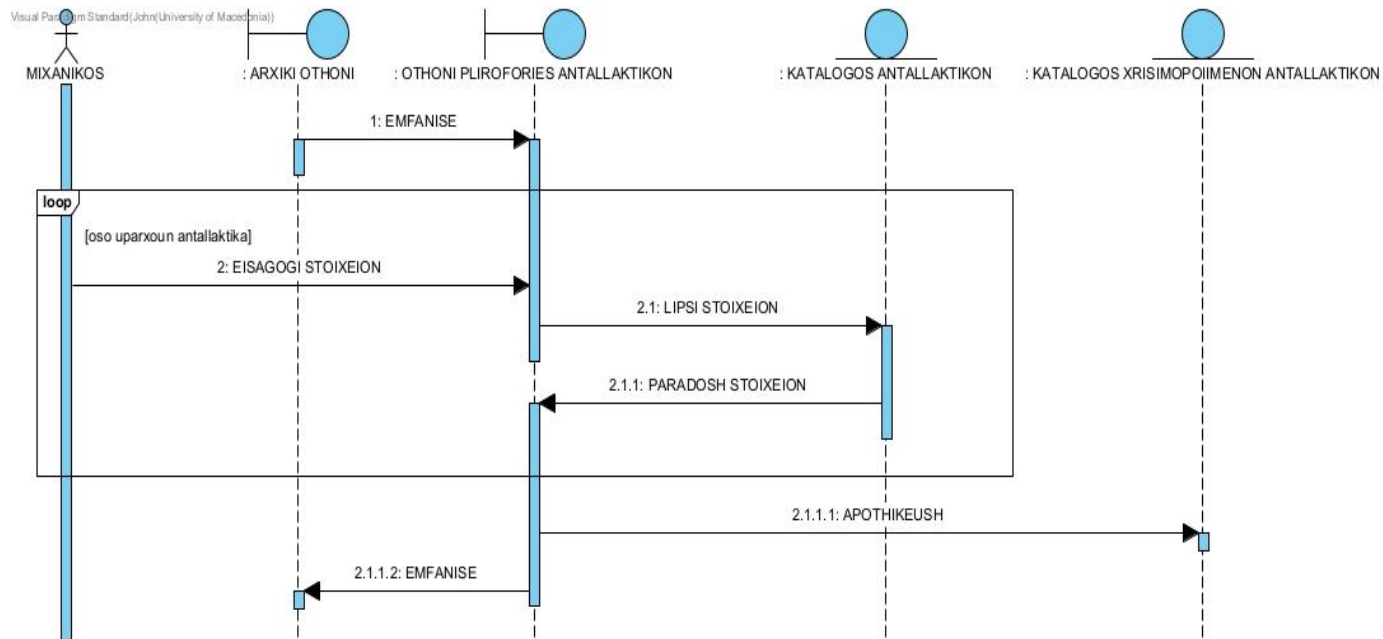 Visual Paradigm Standard(John(University of Macedonia))
MIXANIKOS
: ARXIKI OTHONI
: OTHONI PLIROFORIES ANTALLAKTIKON
: KATALOGOS ANTALLAKTIKON
: KATALOGOS XRISIMOPOIIMENON ANTALLAKTIKON
1: EMFANISE
loop
[oso uparxoun antallaktika]
2: EISAGOGI STOIXEION
2.1: LIPSI STOIXEION
2.1.1: PARADOSH STOIXEION
2.1.1.1: APOTHIKEUSH
2.1.1.2: EMFANISE